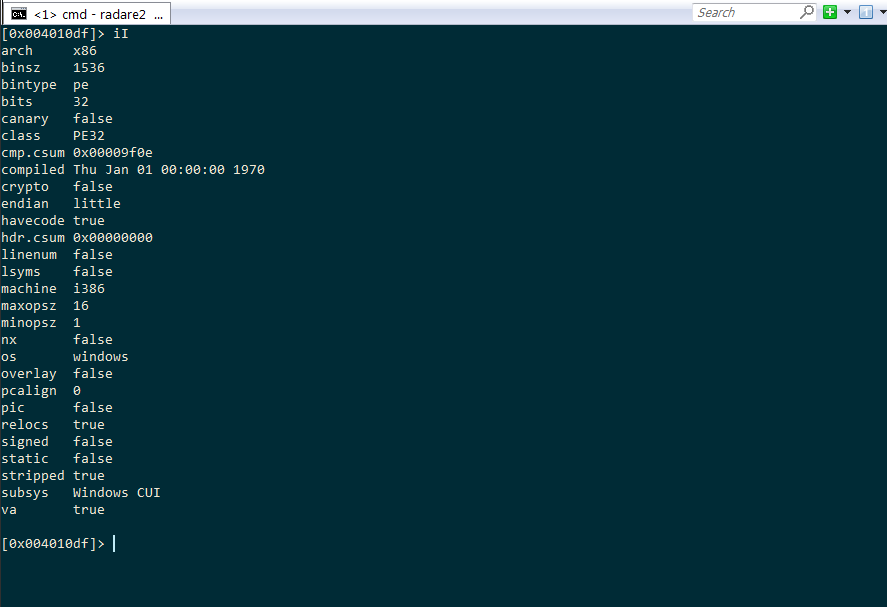 <1> cmd - radare2 ...
Search
[0x004010df]> iI
arch     x86
binsz    1536
bintype  pe
bits     32
canary   false
class    PE32
cmp.csum 0x00009f0e
compiled Thu Jan 01 00:00:00 1970
crypto   false
endian   little
havecode true
hdr.csum 0x00000000
linenum  false
lsyms    false
machine  i386
maxopsz  16
minopsz  1
nx       false
os       windows
overlay  false
pcalign  0
pic      false
relocs   true
signed   false
static   false
stripped true
subsys   Windows CUI
va       true
[0x004010df]>